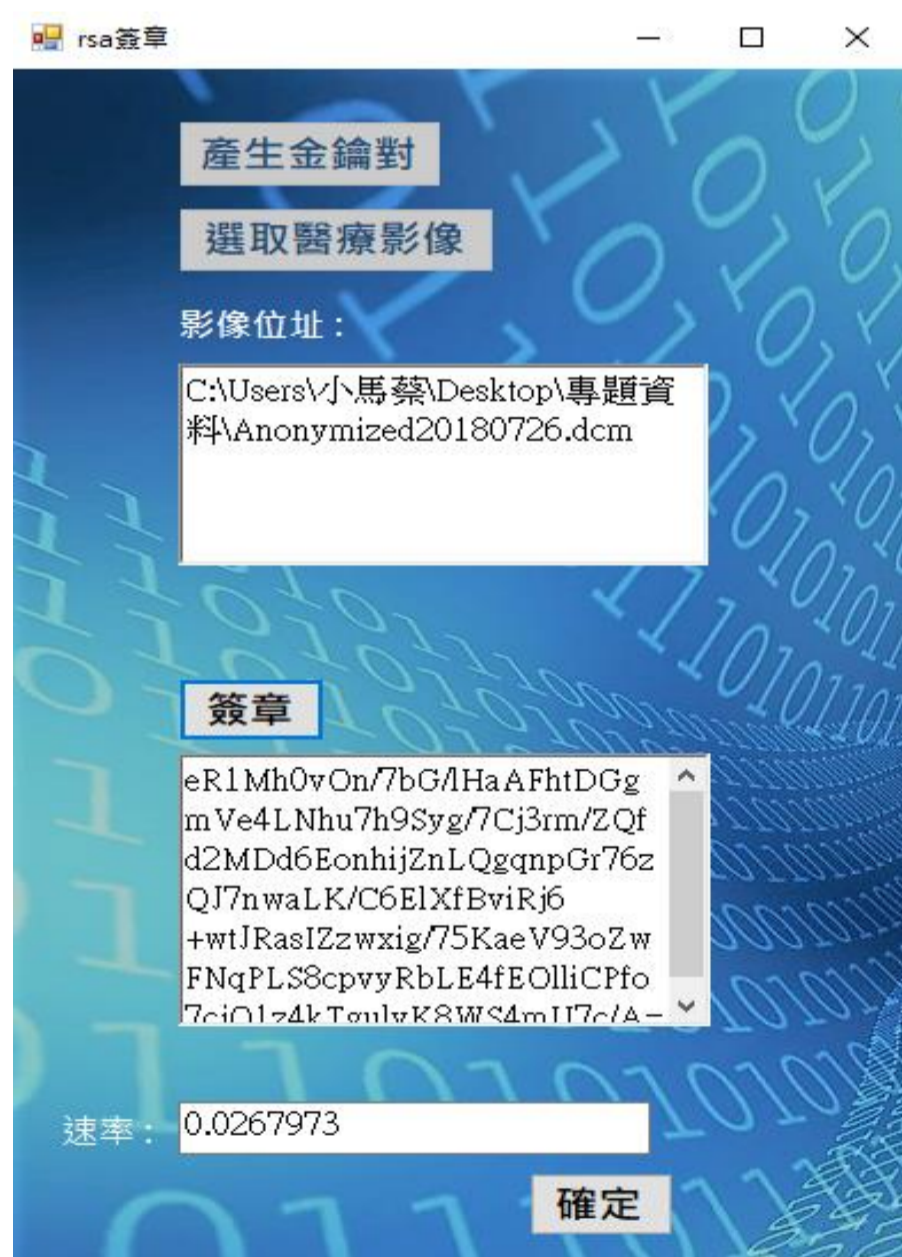 rsa簽章
產生金鑰對
選取醫療影像
影像位址：
C:\Users\小馬蔡\Desktop\專題資
料\Anonymized20180726.dcm
簽章
eR1Mh0vOn/7bG/lHaAFhtDGg
mVe4LNhu7h9Syg/7Cj3rm/ZQf
d2MDd6EonhijZnLQgqnpGr76z
QJ7nwaLK/C6ElXfBviRj6
+wtJRasIZzwxig/75KaeV93oZw
FNqPLS8cpvyRbLE4fEOlliCPfo
速率：
0.0267973
確定